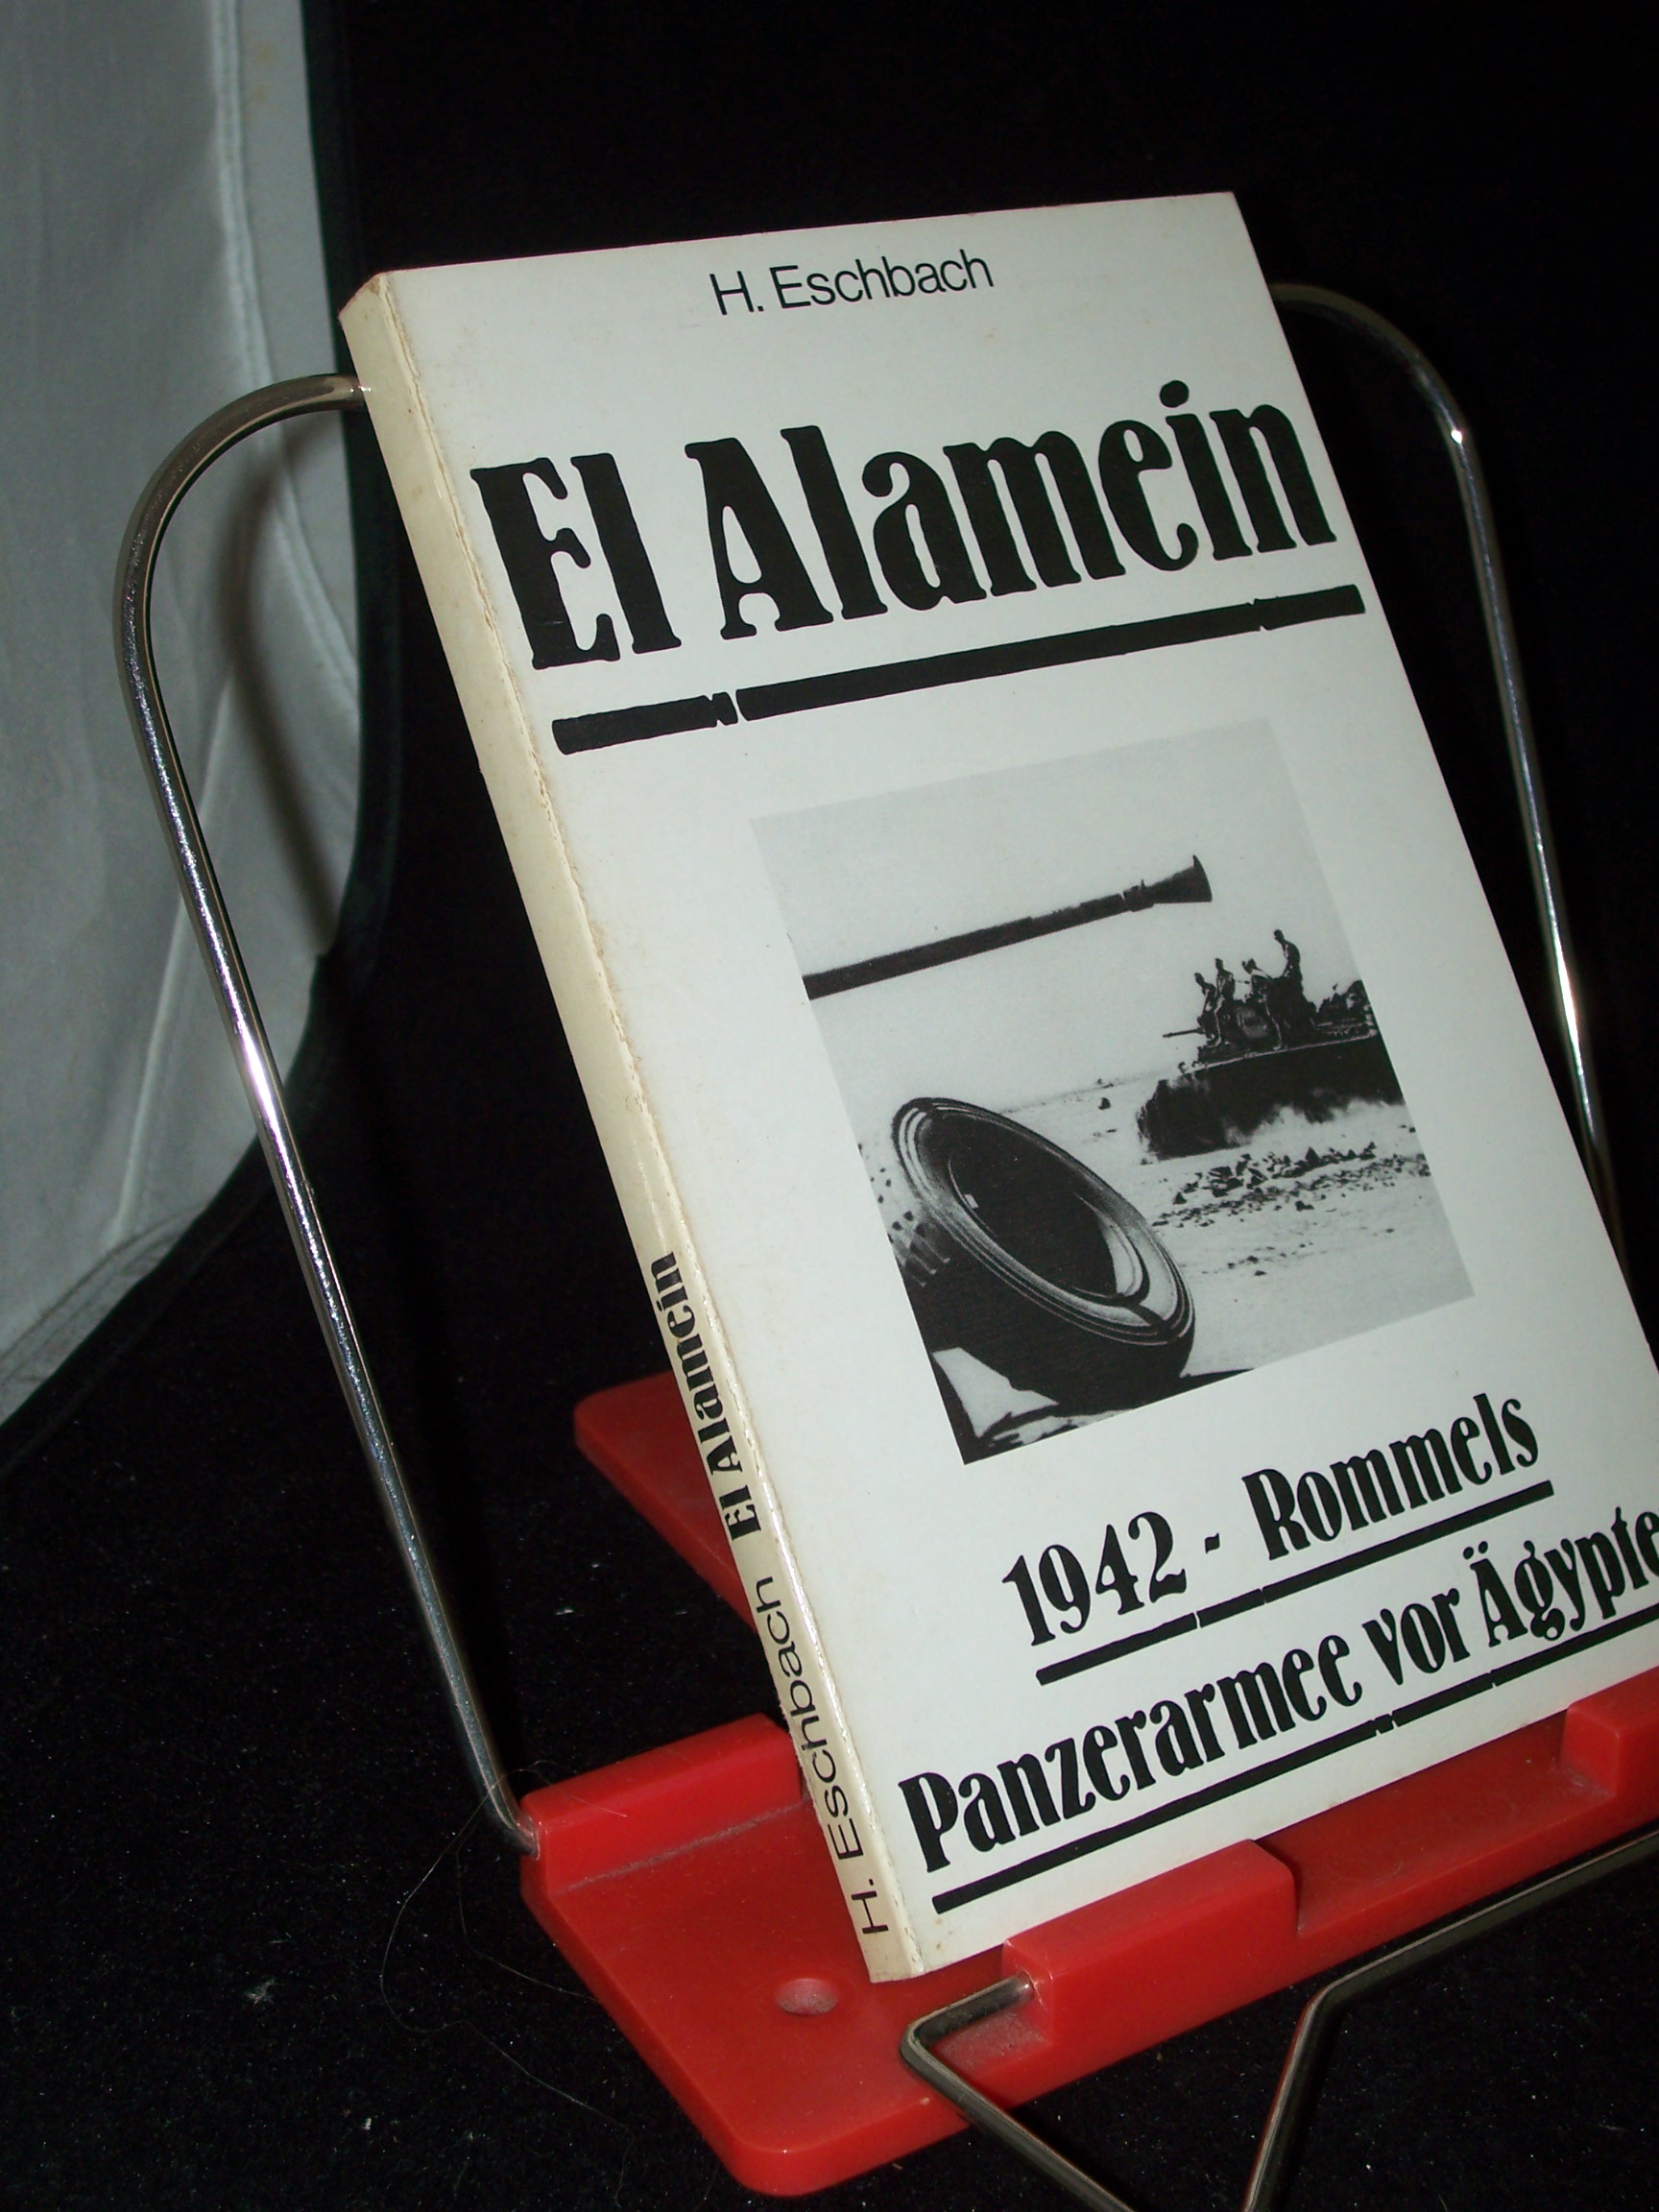 H. Eschbach
El Alamein
1942 - Rommels
Panzerarmee vor Ägypte
H. Eschbach El Alamein